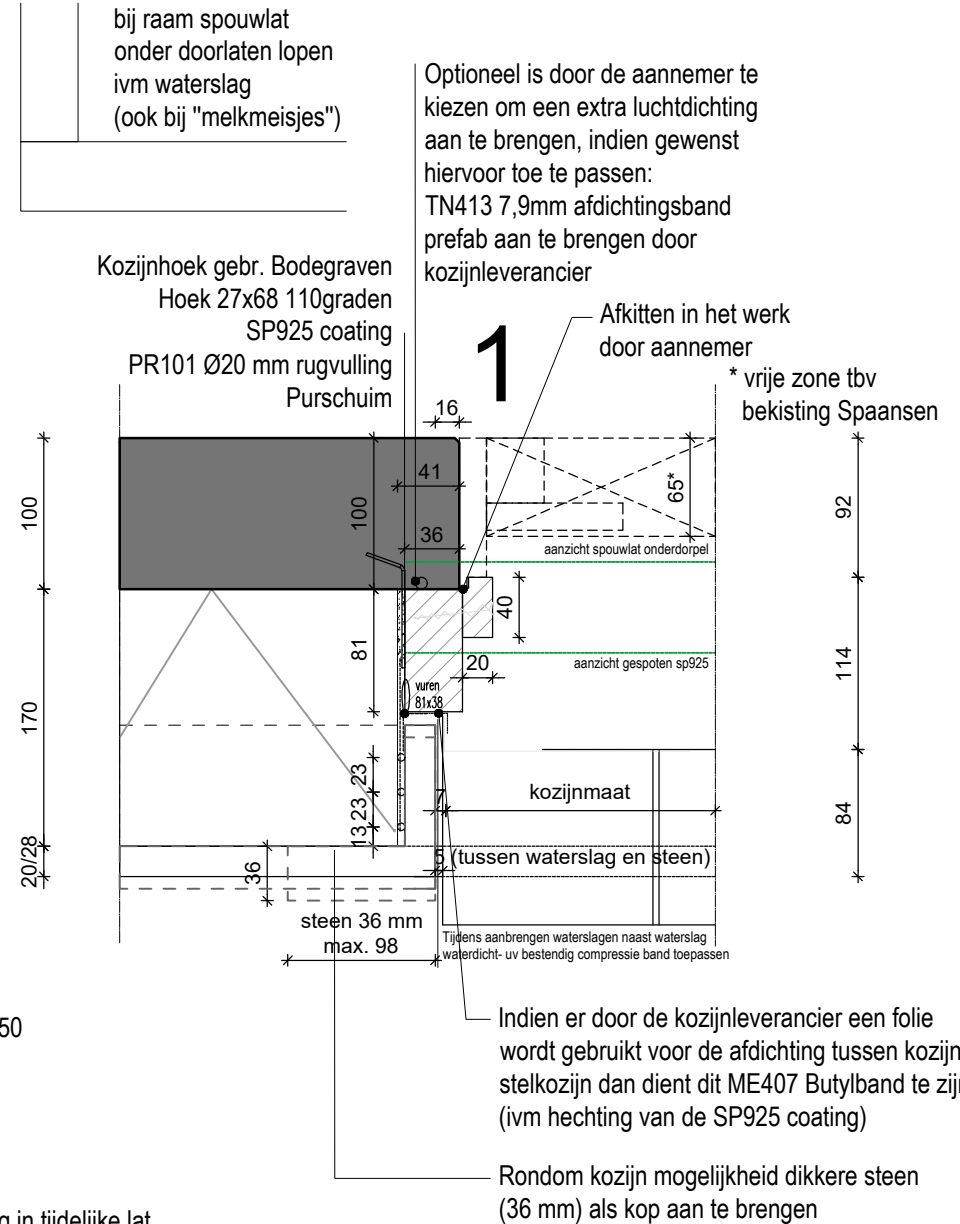 bij raam spouwlat
onder doorlaten lopen
ivm waterslag
(ook bij "melkmeisjes")
Optioneel is door de aannemer te
kiezen om een extra luchtdichting
aan te brengen, indien gewenst
hiervoor toe te passen:
TN413 7,9mm afdichtingsband
prefab aan te brengen door
kozijnleverancier
Kozijnhoek gebr. Bodegraven
Hoek 27x68 110graden
SP925 coating
PR101 Ø20 mm rugvulling
Purschuim
1
Afkitten in het werk
door aannemer
* vrije zone tbv
bekisting Spaansen
16
41
100
100
36
65*
92
aanzicht spouwlat onderdorpel
40
81
20
aanzicht gespoten sp925
114
vuren
81x38
170
23
23
13
7
kozijnmaat
84
20/28
36
5 (tussen waterslag en steen)
steen 36 mm
max. 98
Tijdens aanbrengen waterslagen naast waterslag
waterdicht- uv bestendig compressie band toepassen
50
Indien er door de kozijnleverancier een folie
wordt gebruikt voor de afdichting tussen kozijn
stelkozijn dan dient dit ME407 Butylband te zijn
(ivm hechting van de SP925 coating)
Rondom kozijn mogelijkheid dikkere steen
(36 mm) als kop aan te brengen
g in tijdelijke lat